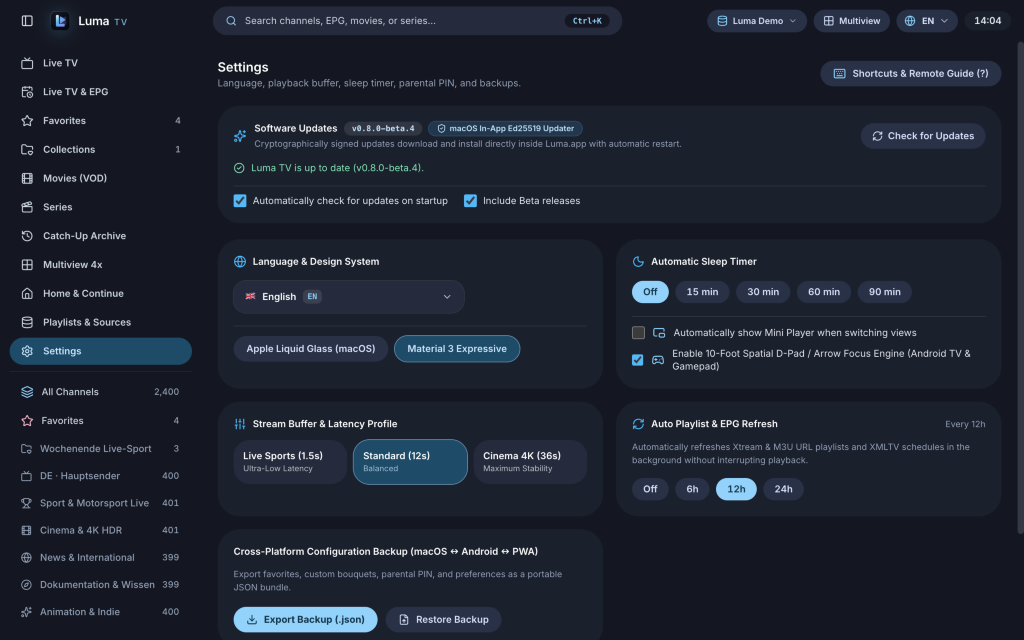 Luma TV
Search channels, EPG, movies, or series...
Ctrl+K
Luma Demo
Multiview
EN
14:04
Live TV
Live TV & EPG
Favorites 4
Collections 1
Movies (VOD)
Series
Catch-Up Archive
Multiview 4x
Home & Continue
Playlists & Sources
Settings
All Channels 2,400
Favorites 4
Wochenende Live-Sport 3
DE · Hauptsender 400
Sport & Motorsport Live 401
Cinema & 4K HDR 401
News & International 399
Dokumentation & Wissen 399
Animation & Indie 400
Settings
Language, playback buffer, sleep timer, parental PIN, and backups.
Shortcuts & Remote Guide (?)
Software Updates v0.8.0-beta.4 macOS In-App Ed25519 Updater
Cryptographically signed updates download and install directly inside Luma.app with automatic restart.
Check for Updates
Luma TV is up to date (v0.8.0-beta.4).
Automatically check for updates on startup
Include Beta releases
Language & Design System
English EN
Apple Liquid Glass (macOS)
Material 3 Expressive
Automatic Sleep Timer
Off 15 min 30 min 60 min 90 min
Automatically show Mini Player when switching views
Enable 10-Foot Spatial D-Pad / Arrow Focus Engine (Android TV &
Gamepad)
Stream Buffer & Latency Profile
Live Sports (1.5s)
Ultra-Low Latency
Standard (12s)
Balanced
Cinema 4K (36s)
Maximum Stability
Auto Playlist & EPG Refresh
Every 12h
Automatically refreshes Xtream & M3U URL playlists and XMLTV schedules in the
background without interrupting playback.
Off 6h 12h 24h
Cross-Platform Configuration Backup (macOS ↔ Android ↔ PWA)
Export favorites, custom bouquets, parental PIN, and preferences as a portable
JSON bundle.
Export Backup (.json)
Restore Backup